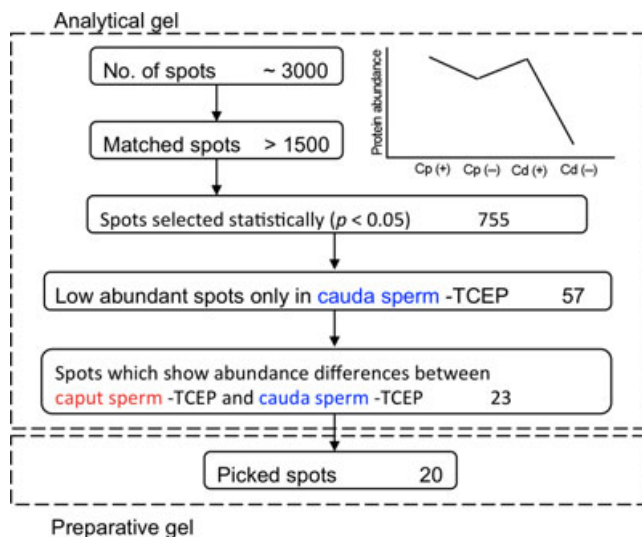 Analytical gel
No. of spots ~ 3000
Matched spots > 1500
Protein abundance
Cp (+) Cp (–) Cd (+) Cd (–)
Spots selected statistically (p < 0.05) 755
Low abundant spots only in cauda sperm -TCEP 57
Spots which show abundance differences between
caput sperm -TCEP and cauda sperm -TCEP 23
Picked spots 20
Preparative gel